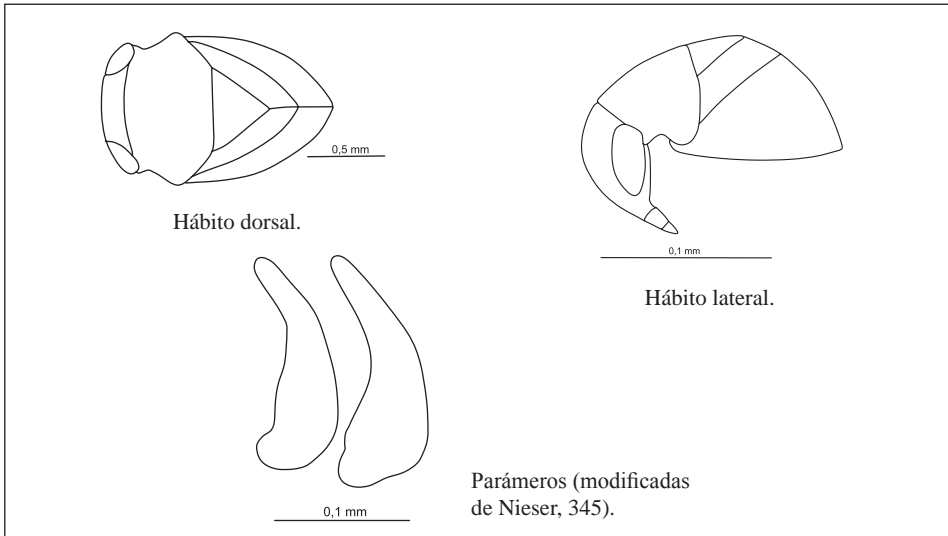 0,5 mm
Hábito dorsal.
0,1 mm
Hábito lateral.
0,1 mm
Parámeros (modificadas
de Nieser, 345).